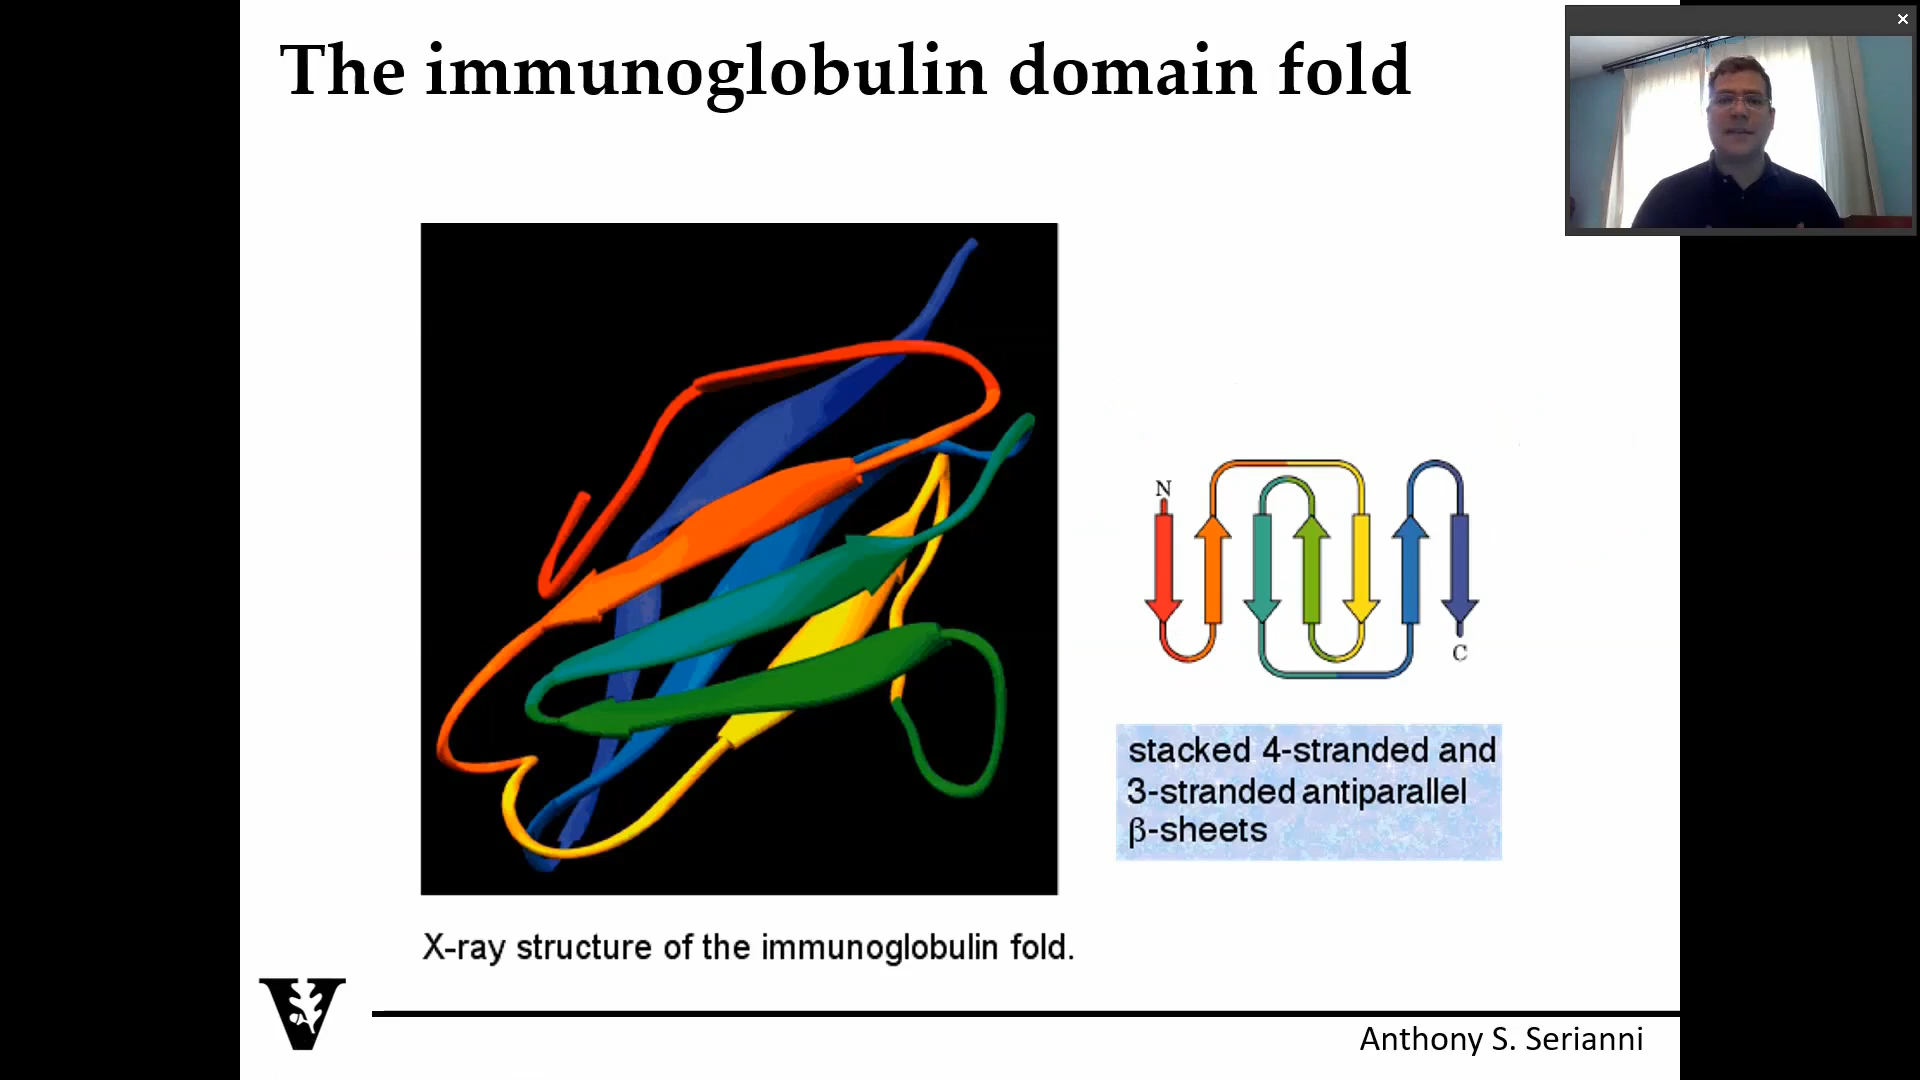 The immunoglobulin domain fold
N
C
stacked 4-stranded and
3-stranded antiparallel
β-sheets
X-ray structure of the immunoglobulin fold.
V
Anthony S. Serianni